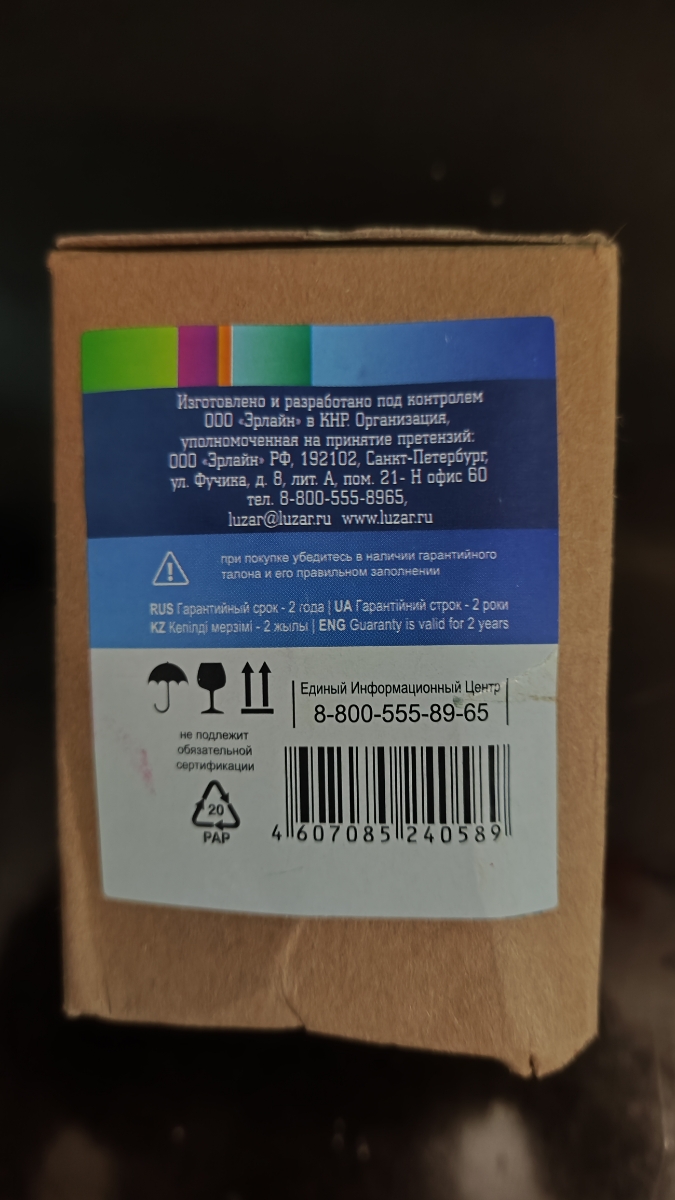 Изготовлено и разработано под контролем
ООО «Эрлайн» в КНР. Организация,
уполномоченная на принятие претензий:
ООО «Эрлайн» РФ, 192102, Санкт-Петербург,
ул. Фучика, д. 8, лит. А, пом. 21- Н офис 60
тел. 8-800-555-8965,
luzar@luzar.ru www.luzar.ru
при покупке убедитесь в наличии гарантийного
талона и его правильном заполнении
RUS Гарантийный срок - 2 года | UA Гарантійний строк - 2 роки
KZ Кепілді мерзімі - 2 жылы | ENG Guaranty is valid for 2 years
Единый Информационный Центр
8-800-555-89-65
не подлежит
обязательной
сертификации
20
PAP
4 607085 240589